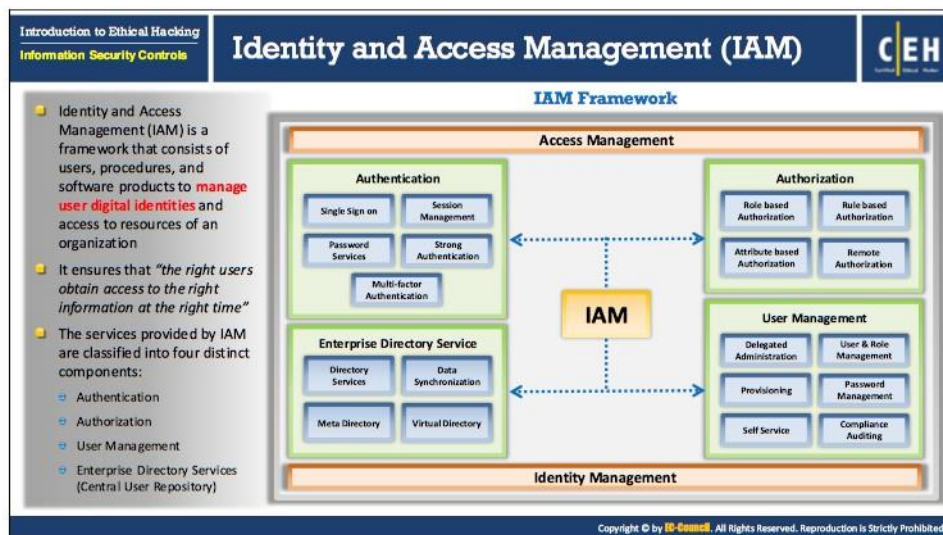 Introduction to Ethical Hacking
Information Security Controls
Identity and Access Management (IAM)
CEH
Certified Ethical Hacker
Identity and Access
Management (IAM) is a
framework that consists of
users, procedures, and
software products to manage
user digital identities and
access to resources of an
organization
It ensures that “the right users
obtain access to the right
information at the right time”
The services provided by IAM
are classified into four distinct
components:
Authentication
Authorization
User Management
Enterprise Directory Services
(Central User Repository)
IAM Framework
Access Management
Authentication
Single Sign on
Session
Management
Password
Services
Strong
Authentication
Multi-factor
Authentication
Authorization
Role based
Authorization
Rule based
Authorization
Attribute based
Authorization
Remote
Authorization
IAM
Enterprise Directory Service
Directory
Services
Data
Synchronization
Meta Directory
Virtual Directory
User Management
Delegated
Administration
User & Role
Management
Provisioning
Password
Management
Self Service
Compliance
Auditing
Identity Management
Copyright © by EC-Council. All Rights Reserved. Reproduction is Strictly Prohibited.